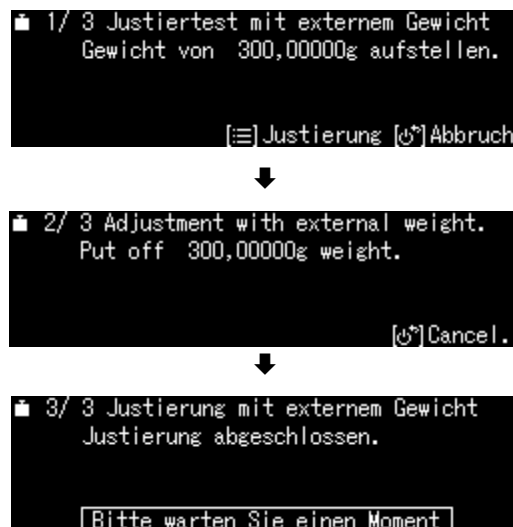 1/ 3 Justiertest mit externem Gewicht
Gewicht von 300,00000g aufstellen.
[☰]Justierung [⏻]Abbruch
2/ 3 Adjustment with external weight.
Put off 300,00000g weight.
[⏻]Cancel.
3/ 3 Justierung mit externem Gewicht
Justierung abgeschlossen.
Bitte warten Sie einen Moment